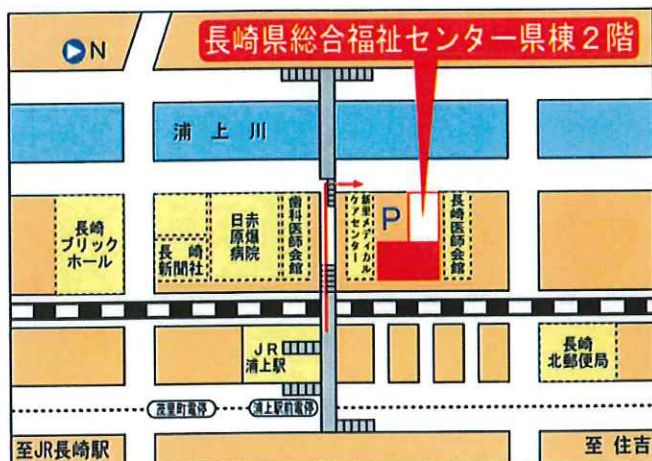 N
長崎県総合福祉センター県棟2階
浦上川
長崎
ブリック
ホール
長崎
新聞社
日赤
原爆
病院
歯科医師会館
新里メディカル
ケアセンター
P
長崎医師会館
JR
浦上駅
長崎
北郵便局
茂里町電停
浦上駅前電停
至JR長崎駅
至 住吉